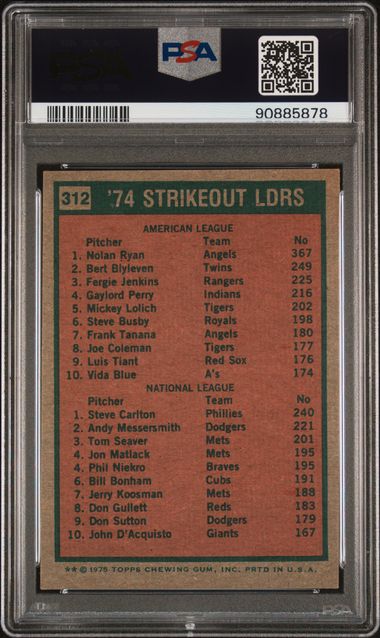 PSA
90885878
312 '74 STRIKEOUT LDRS
AMERICAN LEAGUE
Pitcher Team No
1. Nolan Ryan Angels 367
2. Bert Blyleven Twins 249
3. Fergie Jenkins Rangers 225
4. Gaylord Perry Indians 216
5. Mickey Lolich Tigers 202
6. Steve Busby Royals 198
7. Frank Tanana Angels 180
8. Joe Coleman Tigers 177
9. Luis Tiant Red Sox 176
10. Vida Blue A's 174
NATIONAL LEAGUE
Pitcher Team No
1. Steve Carlton Phillies 240
2. Andy Messersmith Dodgers 221
3. Tom Seaver Mets 201
4. Jon Matlack Mets 195
4. Phil Niekro Braves 195
6. Bill Bonham Cubs 191
7. Jerry Koosman Mets 188
8. Don Gullett Reds 183
9. Don Sutton Dodgers 179
10. John D'Acquisto Giants 167
** © 1975 TOPPS CHEWING GUM, INC. PRTD IN U.S.A.